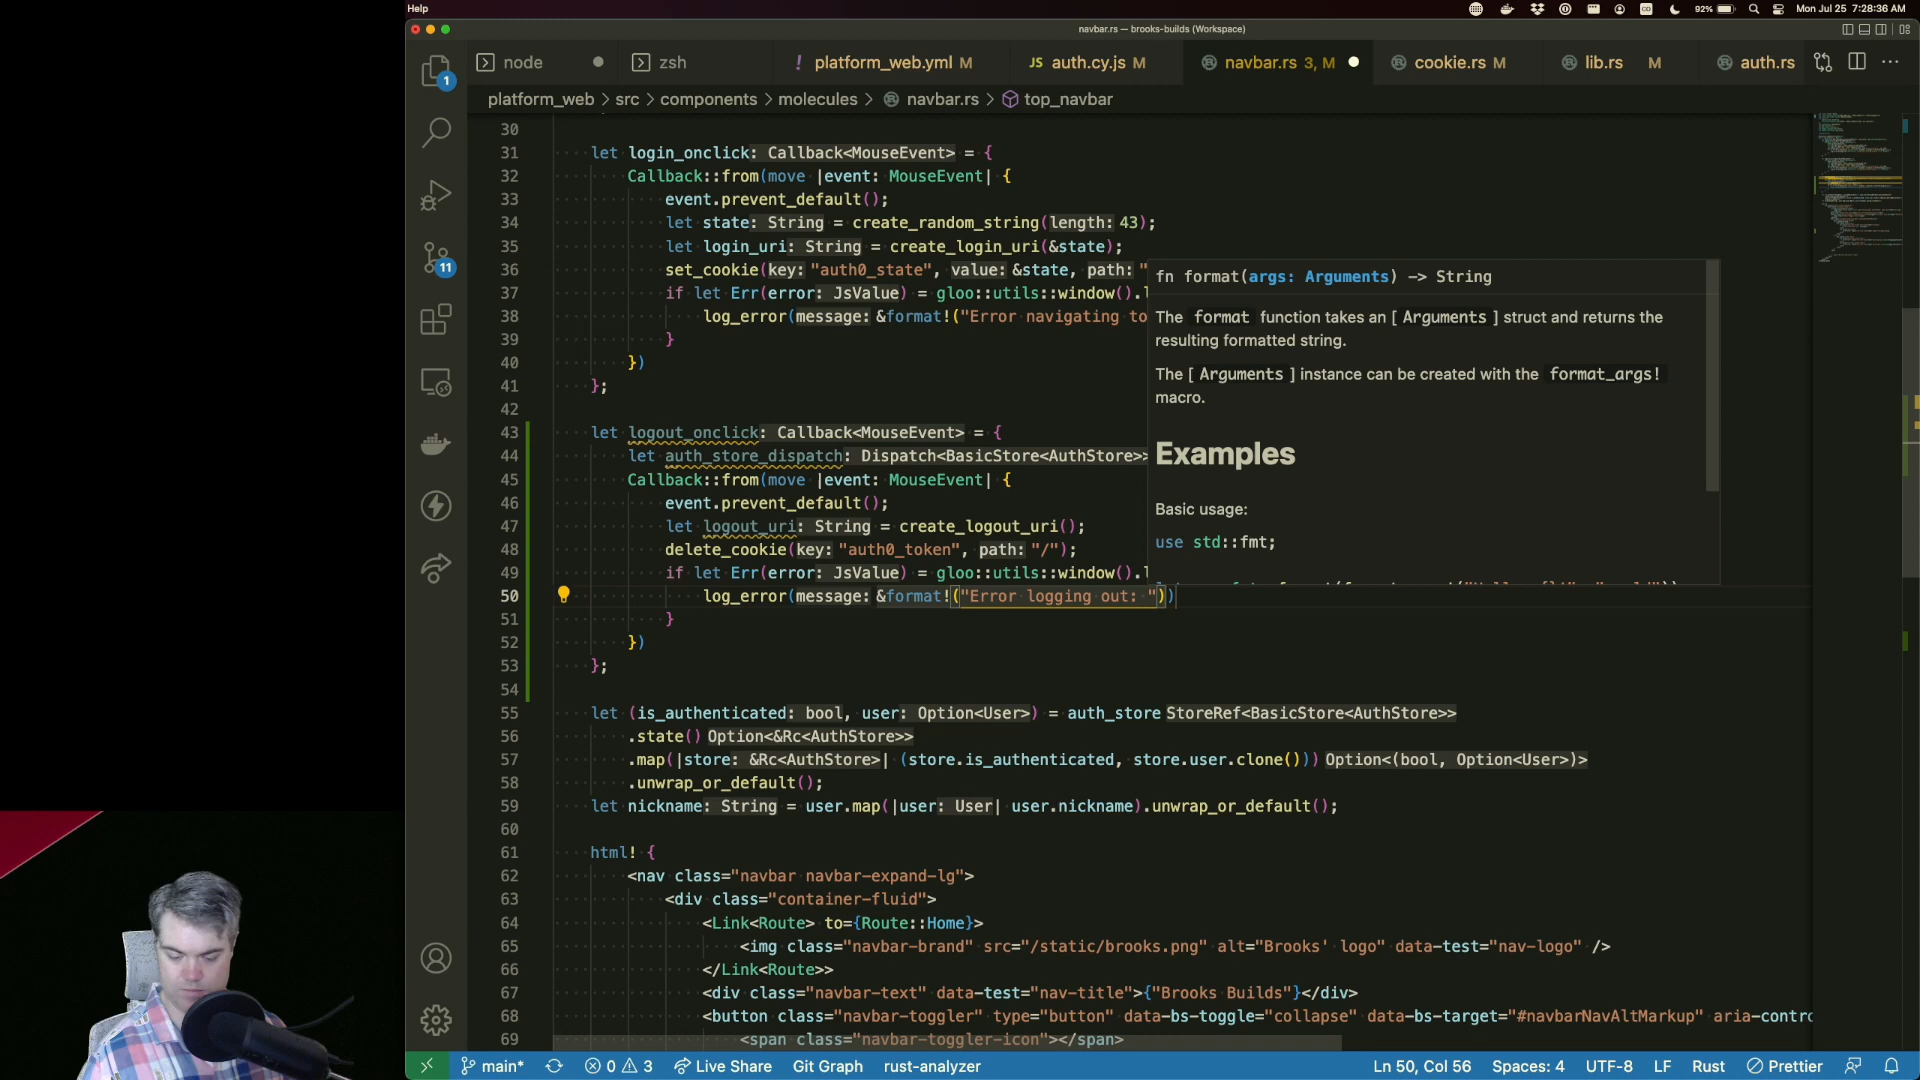 Help
92%
Mon Jul 25 7:28:36 AM
navbar.rs — brooks-builds (Workspace)
node
zsh
! platform_web.yml M
JS auth.cy.js M
navbar.rs 3, M
cookie.rs M
lib.rs M
auth.rs
platform_web > src > components > molecules > navbar.rs > top_navbar
1
11
30
31 let login_onclick: Callback<MouseEvent> = {
32 Callback::from(move |event: MouseEvent| {
33 event.prevent_default();
34 let state: String = create_random_string(length: 43);
35 let login_uri: String = create_login_uri(&state);
36 set_cookie(key: "auth0_state", value: &state, path: "
37 if let Err(error: JsValue) = gloo::utils::window().l
38 log_error(message: &format!("Error navigating to
39 }
40 })
41 };
42
43 let logout_onclick: Callback<MouseEvent> = {
44 let auth_store_dispatch: Dispatch<BasicStore<AuthStore>>
45 Callback::from(move |event: MouseEvent| {
46 event.prevent_default();
47 let logout_uri: String = create_logout_uri();
48 delete_cookie(key: "auth0_token", path: "/");
49 if let Err(error: JsValue) = gloo::utils::window().l
50 log_error(message: &format!("Error logging out: "))
51 }
52 })
53 };
54
55 let (is_authenticated: bool, user: Option<User>) = auth_store StoreRef<BasicStore<AuthStore>>
56 .state() Option<&Rc<AuthStore>>
57 .map(|store: &Rc<AuthStore>| (store.is_authenticated, store.user.clone())) Option<(bool, Option<User>)>
58 .unwrap_or_default();
59 let nickname: String = user.map(|user: User| user.nickname).unwrap_or_default();
60
61 html! {
62 <nav class="navbar navbar-expand-lg">
63 <div class="container-fluid">
64 <Link<Route> to={Route::Home}>
65 <img class="navbar-brand" src="/static/brooks.png" alt="Brooks' logo" data-test="nav-logo" />
66 </Link<Route>>
67 <div class="navbar-text" data-test="nav-title">{"Brooks Builds"}</div>
68 <button class="navbar-toggler" type="button" data-bs-toggle="collapse" data-bs-target="#navbarNavAltMarkup" aria-contro
69 <span class="navbar-toggler-icon"></span>
fn format(args: Arguments) -> String
The format function takes an [ Arguments ] struct and returns the
resulting formatted string.
The [ Arguments ] instance can be created with the format_args!
macro.
Examples
Basic usage:
use std::fmt;
main*
0
3
Live Share
Git Graph
rust-analyzer
Ln 50, Col 56
Spaces: 4
UTF-8
LF
Rust
Prettier